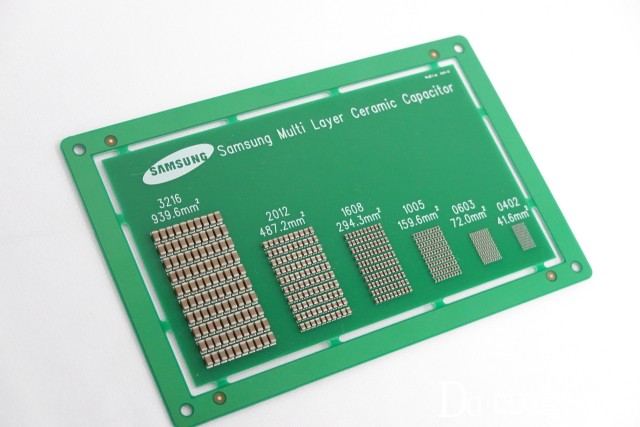 Samsung Multi Layer Ceramic Capacitor
SAMSUNG
3216
939.6mm²
2012
487.2mm²
1608
294.3mm²
1005
159.6mm²
0603
72.0mm²
0402
41.6mm²